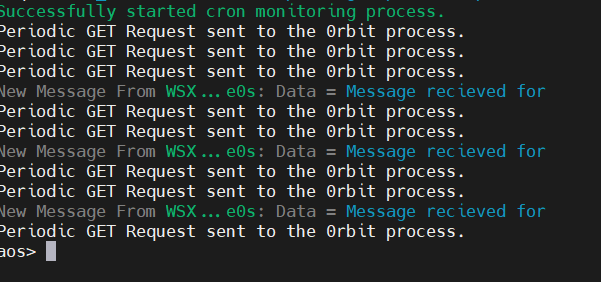 Successfully started cron monitoring process.
Periodic GET Request sent to the 0rbit process.
Periodic GET Request sent to the 0rbit process.
Periodic GET Request sent to the 0rbit process.
New Message From WSX...e0s: Data = Message recieved for
Periodic GET Request sent to the 0rbit process.
Periodic GET Request sent to the 0rbit process.
New Message From WSX...e0s: Data = Message recieved for
Periodic GET Request sent to the 0rbit process.
Periodic GET Request sent to the 0rbit process.
New Message From WSX...e0s: Data = Message recieved for
Periodic GET Request sent to the 0rbit process.
aos>